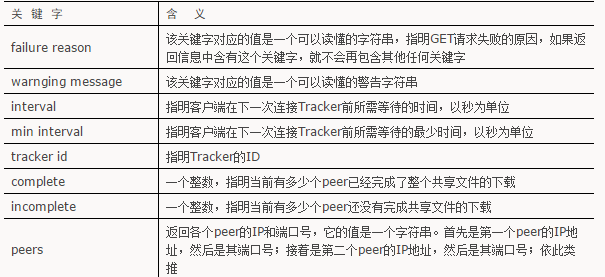 关 键 字 含 义
failure reason 该关键字对应的值是一个可以读懂的字符串，指明GET请求失败的原因，如果返
回信息中含有这个关键字，就不会再包含其他任何关键字
warnging message 该关键字对应的值是一个可以读懂的警告字符串
interval 指明客户端在下一次连接Tracker前所需等待的时间，以秒为单位
min interval 指明客户端在下一次连接Tracker前所需等待的最少时间，以秒为单位
tracker id 指明Tracker的ID
complete 一个整数，指明当前有多少个peer已经完成了整个共享文件的下载
incomplete 一个整数，指明当前有多少个peer还没有完成共享文件的下载
peers 返回各个peer的IP和端口号，它的值是一个字符串。首先是第一个peer的IP地
址，然后是其端口号；接着是第二个peer的IP地址，然后是其端口号；依此类
推